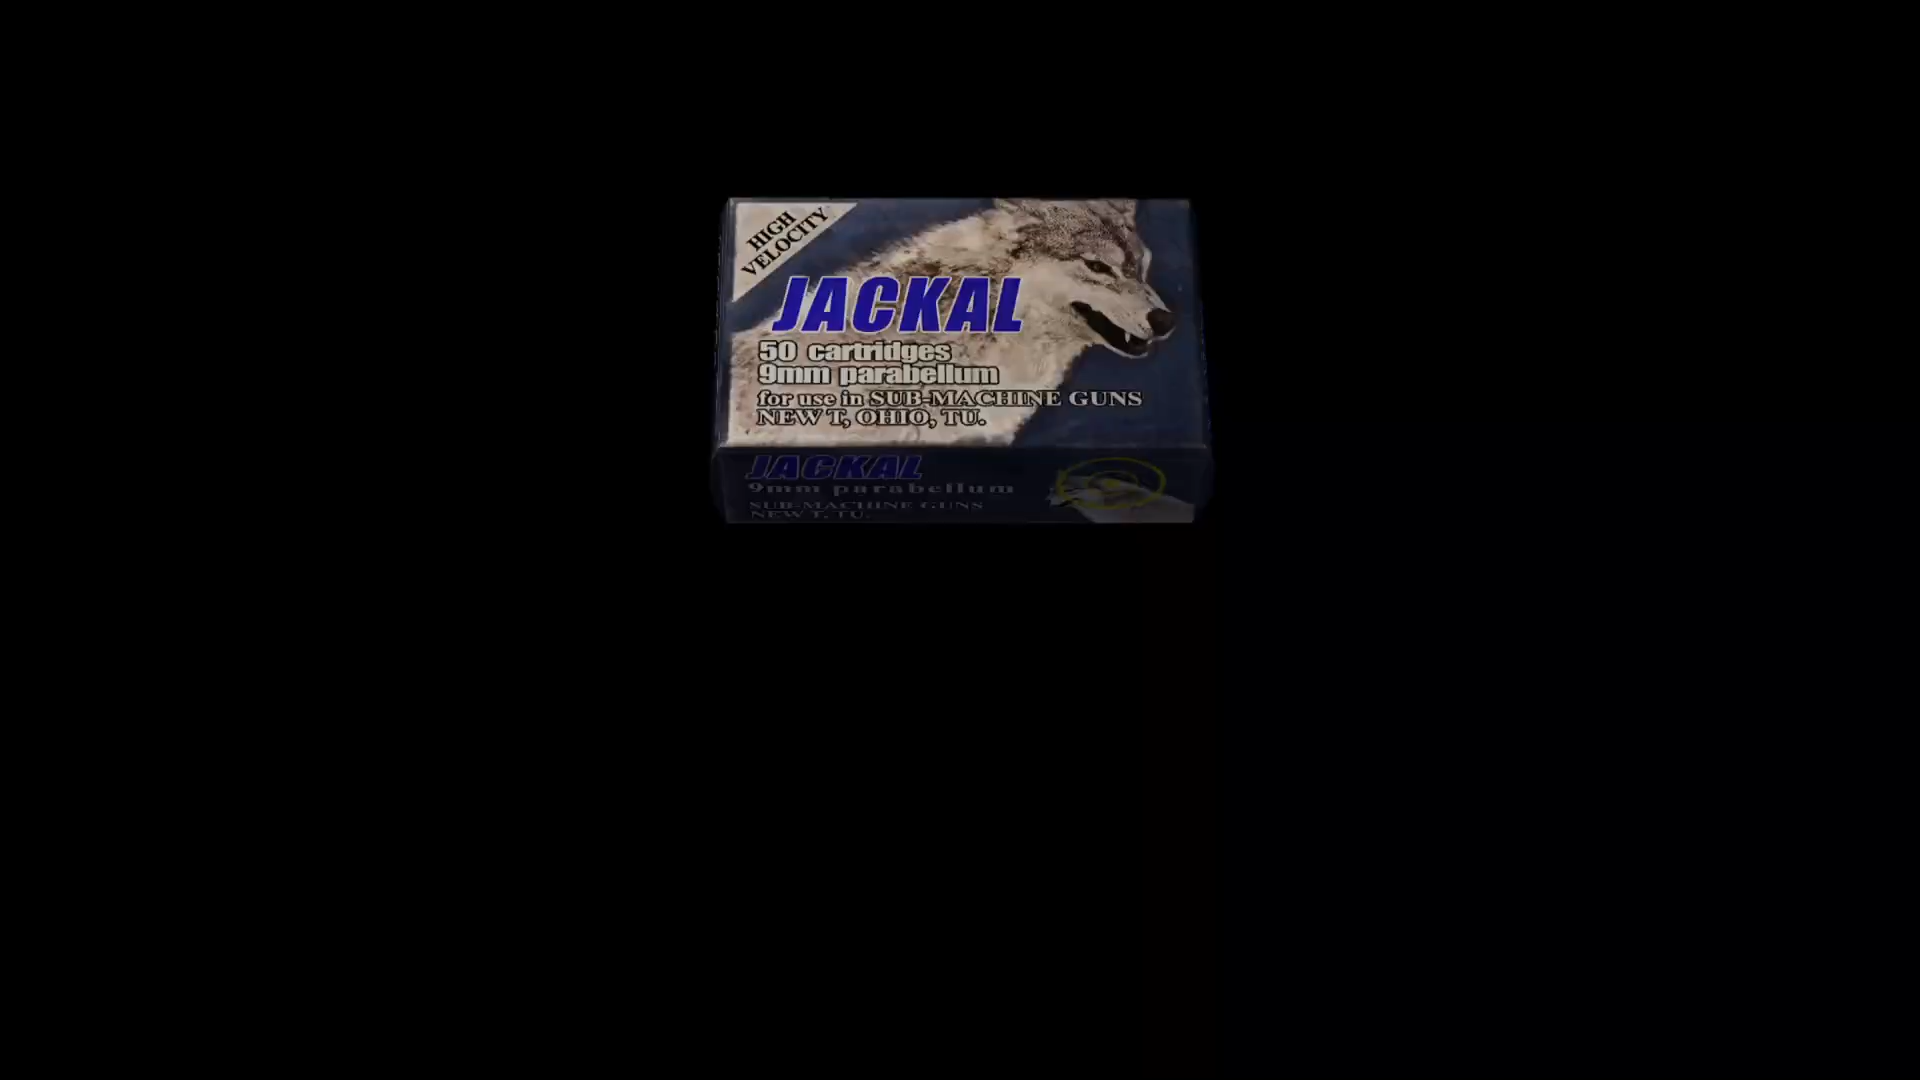 HIGH
VELOCITY
JACKAL
50 cartridges
9mm parabellum
for use in SUB-MACHINE GUNS
NEW T, OHIO, TU.
JACKAL
9mm parabellum
SUB-MACHINE GUNS
NEW T, TU.